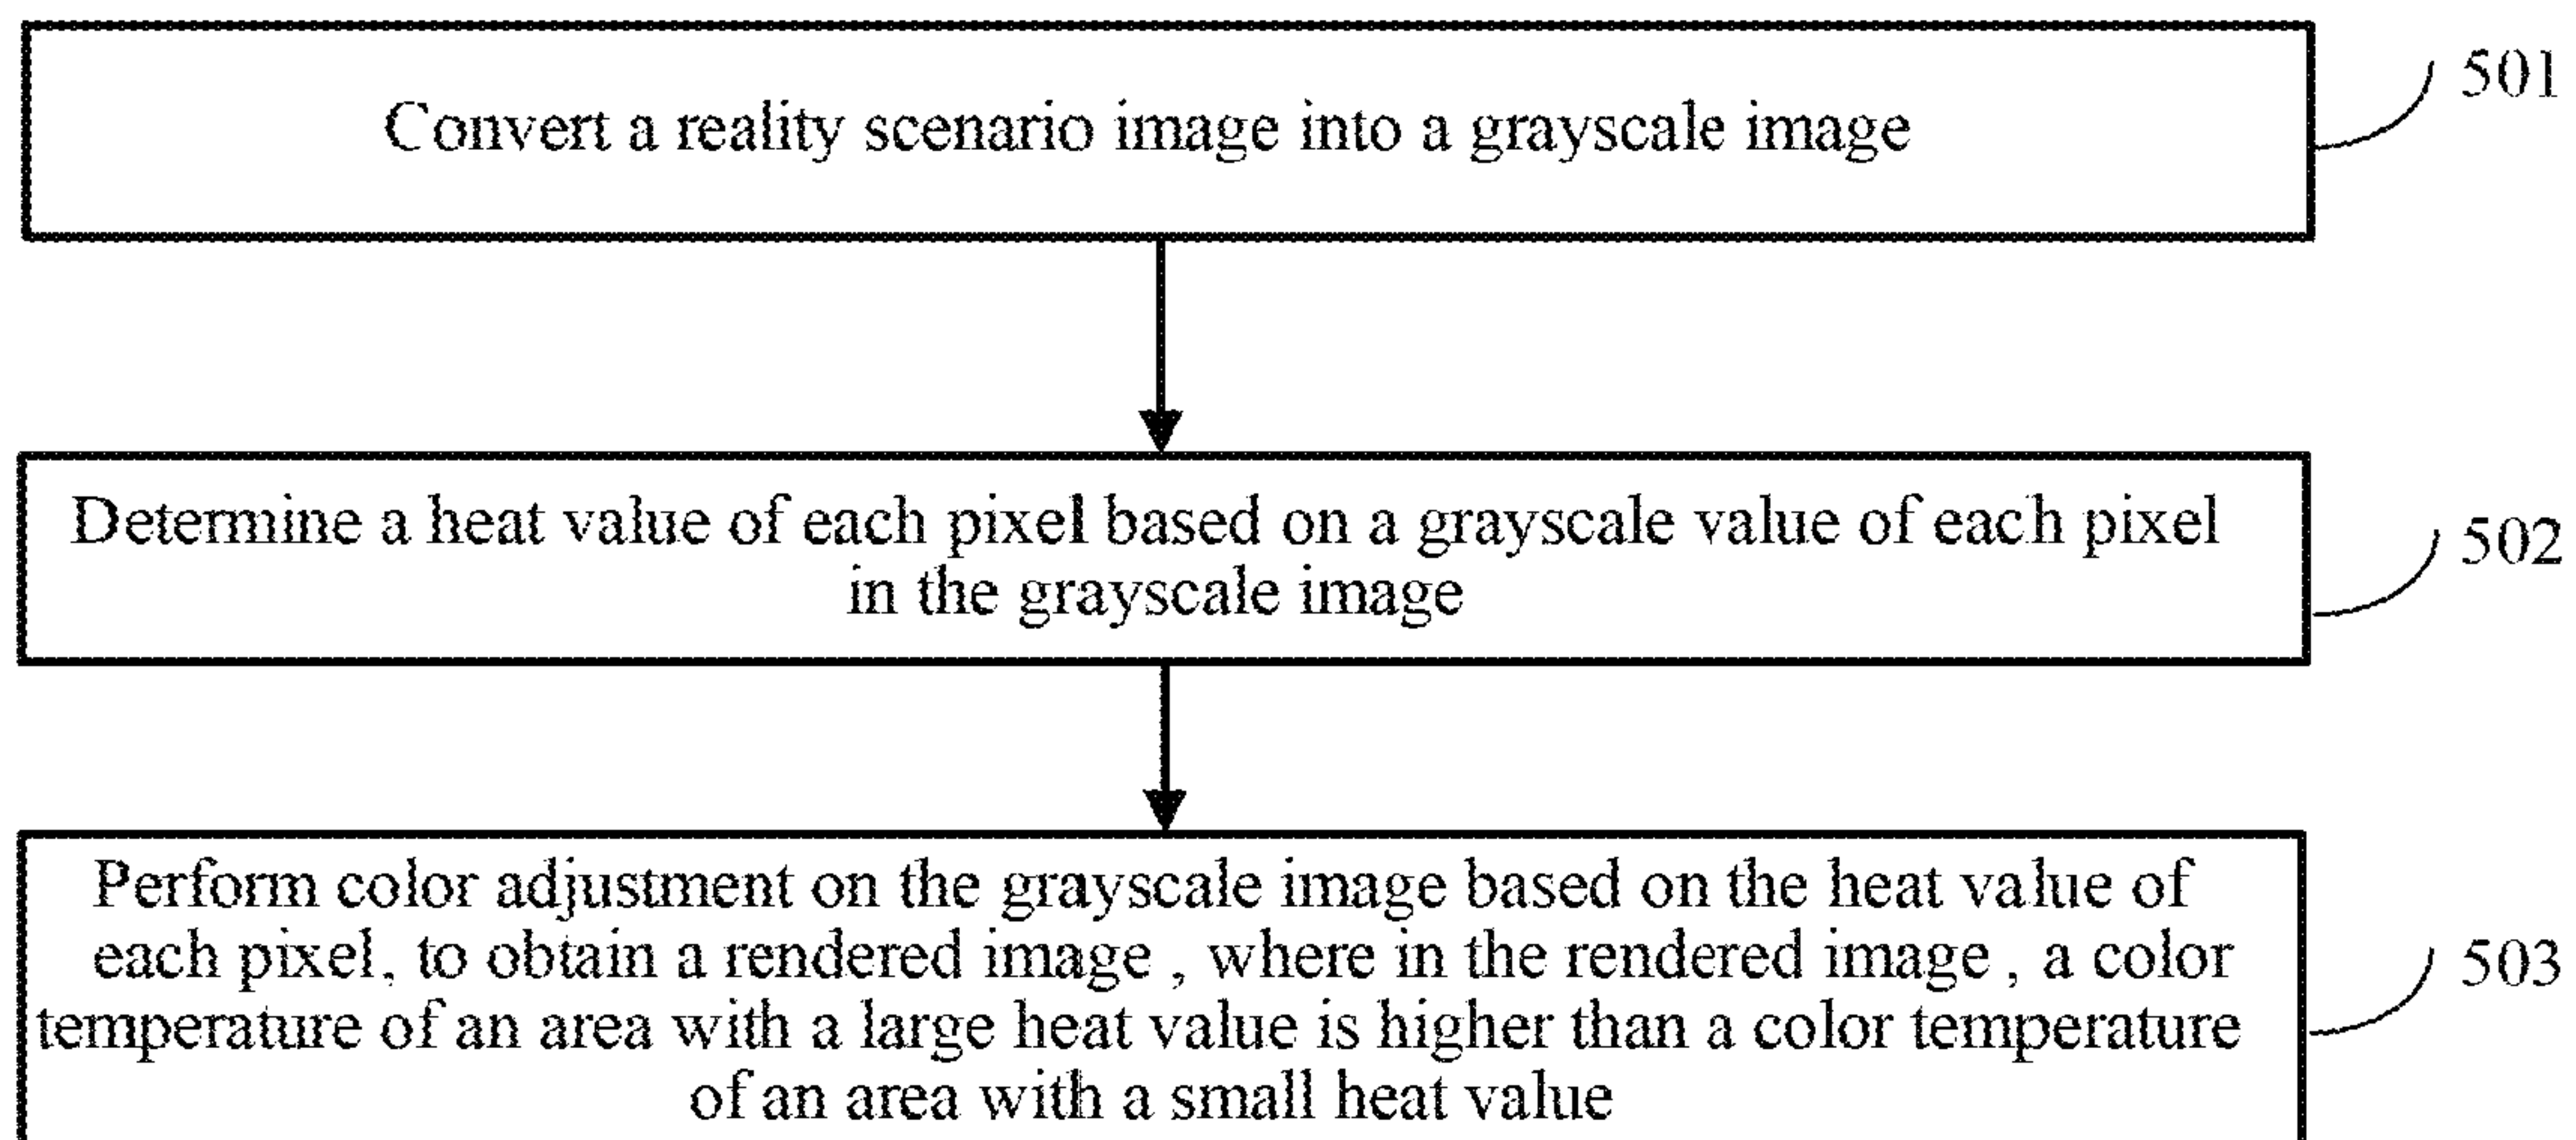 Convert a reality scenario image into a grayscale image
501
Determine a heat value of each pixel based on a grayscale value of each pixel
in the grayscale image
502
Perform color adjustment on the grayscale image based on the heat value of
each pixel, to obtain a rendered image , where in the rendered image , a color
temperature of an area with a large heat value is higher than a color temperature
of an area with a small heat value
503